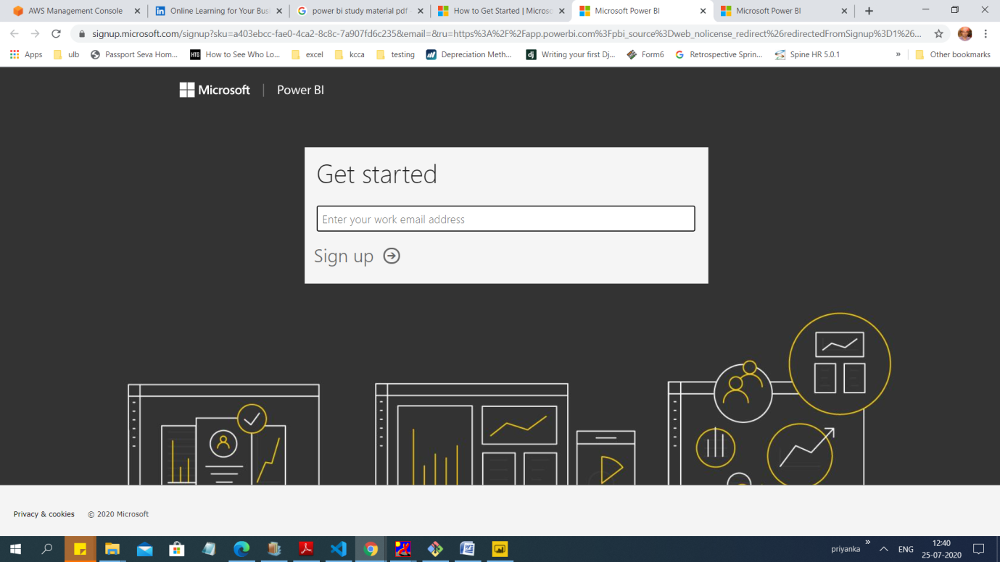 AWS Management Console
Online Learning for Your Busi
power bi study material pdf
How to Get Started | Microso
Microsoft Power BI
Microsoft Power BI
signup.microsoft.com/signup?sku=a403ebcc-fae0-4ca2-8c8c-7a907fd6c235&email=&ru=https%3A%2F%2Fapp.powerbi.com%3Fpbi_source%3Dweb_nolicense_redirect%26redirectedFromSignup%3D1%26...
Apps
ulb
Passport Seva Hom...
HTG
How to See Who Lo...
excel
kcca
testing
Depreciation Meth...
dj
Writing your first Dj...
Form6
Retrospective Sprin...
Spine HR 5.0.1
»
Other bookmarks
Microsoft | Power BI
Get started
Enter your work email address
Sign up
Privacy & cookies © 2020 Microsoft
priyanka
»
ENG
12:40
25-07-2020